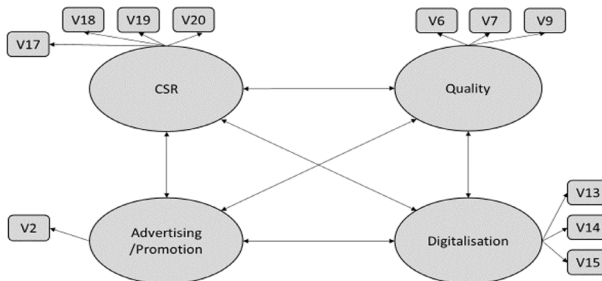 V18
V19
V20
V6
V7
V9
V17
CSR
Quality
V13
V2
Advertising
/Promotion
Digitalisation
V14
V15